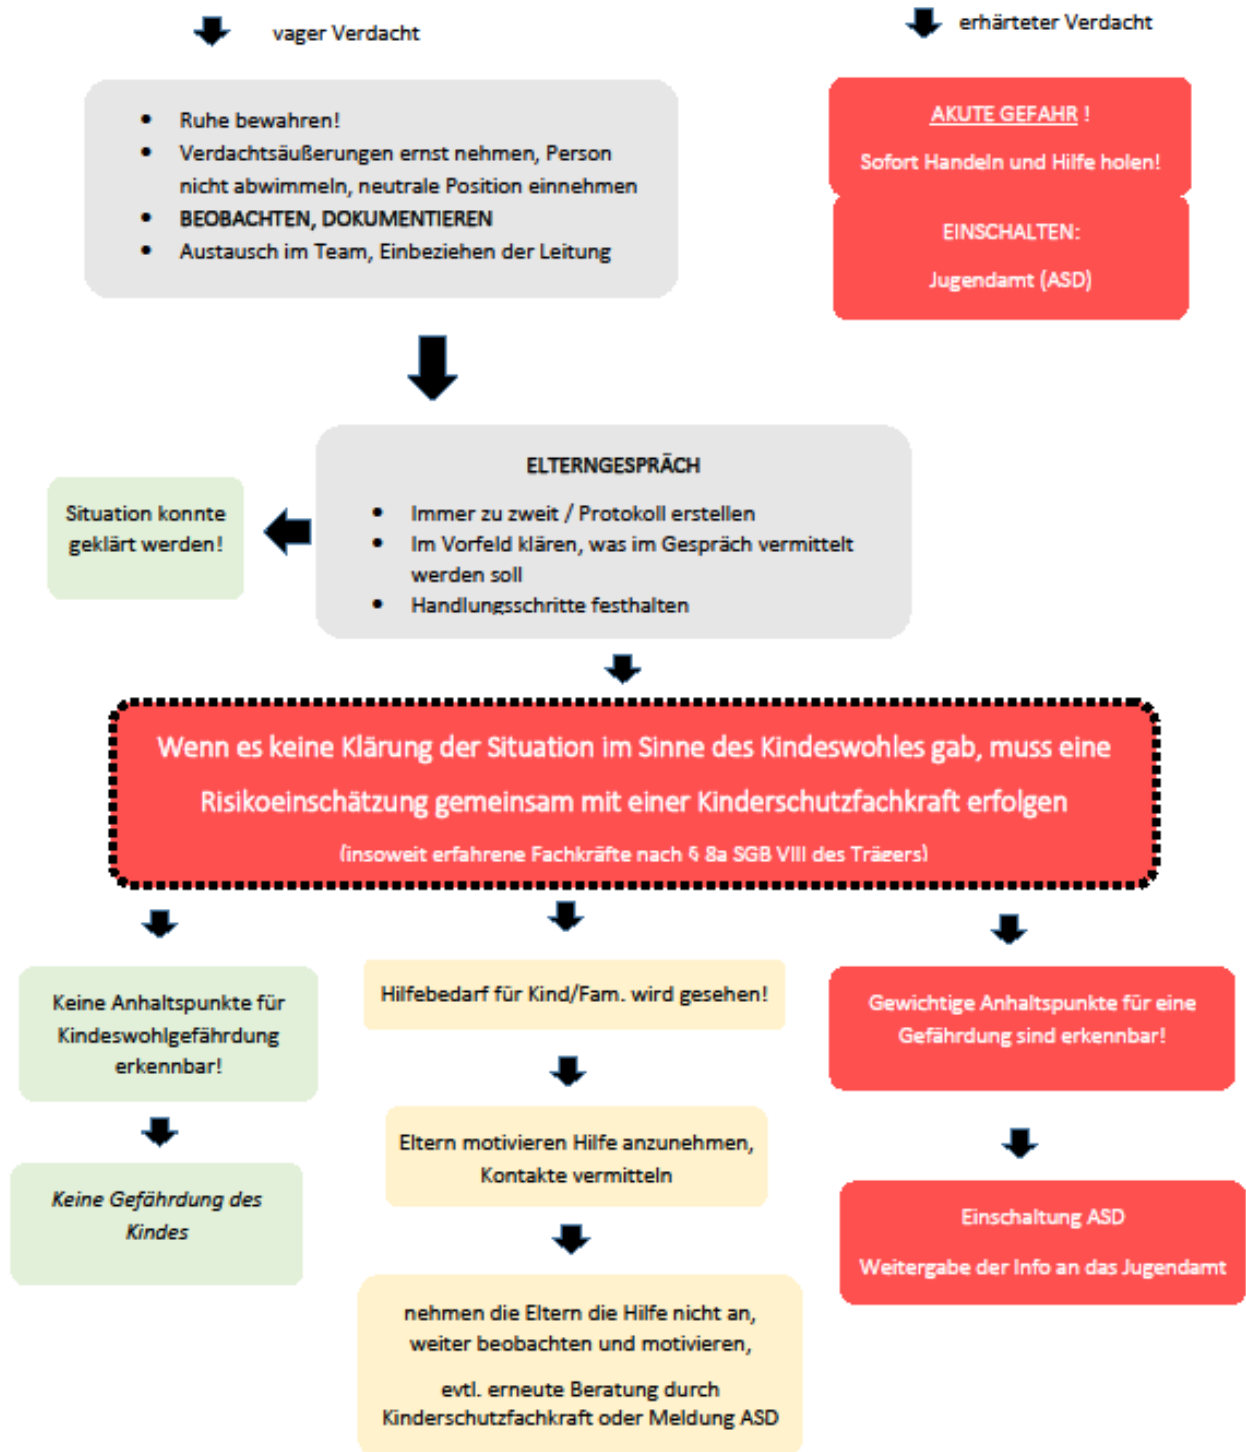 vager Verdacht
erhärteter Verdacht
• Ruhe bewahren!
• Verdachtsäußerungen ernst nehmen, Person
nicht abwimmeln, neutrale Position einnehmen
• BEOBACHTEN, DOKUMENTIEREN
• Austausch im Team, Einbeziehen der Leitung
AKUTE GEFAHR !
Sofort Handeln und Hilfe holen!
EINSCHALTEN:
Jugendamt (ASD)
ELTERNGESPRÄCH
• Immer zu zweit / Protokoll erstellen
• Im Vorfeld klären, was im Gespräch vermittelt
werden soll
• Handlungsschritte festhalten
Situation konnte
geklärt werden!
Wenn es keine Klärung der Situation im Sinne des Kindeswohles gab, muss eine
Risikoeinschätzung gemeinsam mit einer Kinderschutzfachkraft erfolgen
(insoweit erfahrene Fachkräfte nach § 8a SGB VIII des Trägers)
Keine Anhaltspunkte für
Kindeswohlgefährdung
erkennbar!
Keine Gefährdung des
Kindes
Hilfebedarf für Kind/Fam. wird gesehen!
Eltern motivieren Hilfe anzunehmen,
Kontakte vermitteln
nehmen die Eltern die Hilfe nicht an,
weiter beobachten und motivieren,
evtl. erneute Beratung durch
Kinderschutzfachkraft oder Meldung ASD
Gewichtige Anhaltspunkte für eine
Gefährdung sind erkennbar!
Einschaltung ASD
Weitergabe der Info an das Jugendamt